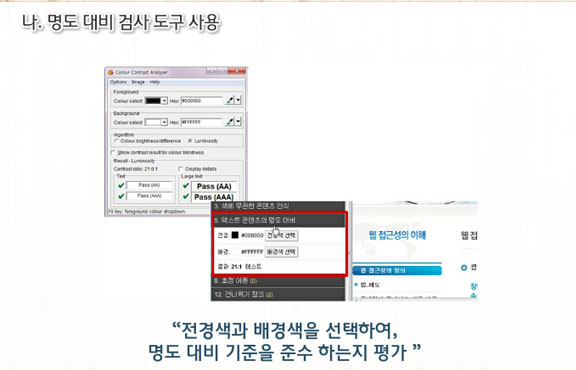 나. 명도 대비 검사 도구 사용
Colour Contrast Analyser
Options Image Help
Foreground
Colour select: Hex: #000000
Background
Colour select: Hex: #FFFFFF
Algorithm
Colour brightness/difference Luminosity
Show contrast result for colour blindness
Result - Luminosity
Contrast ratio: 21.0:1 Display details
Text Large text
Pass (AA) Pass (AA)
Pass (AAA) Pass (AAA)
F11 key: foreground colour dropdown.
3. 색에 무관한 콘텐츠 인식
5. 텍스트 콘텐츠의 명도 대비
전경: #000000 전경색 선택
배경: #FFFFFF 배경색 선택
결과: 21:1 테스트
8. 초점 이동 (0)
12. 건너뛰기 링크 (2)
웹 접근성의 이해 웹 접근
웹 접근성의 정의
“전경색과 배경색을 선택하여,
명도 대비 기준을 준수 하는지 평가 ”